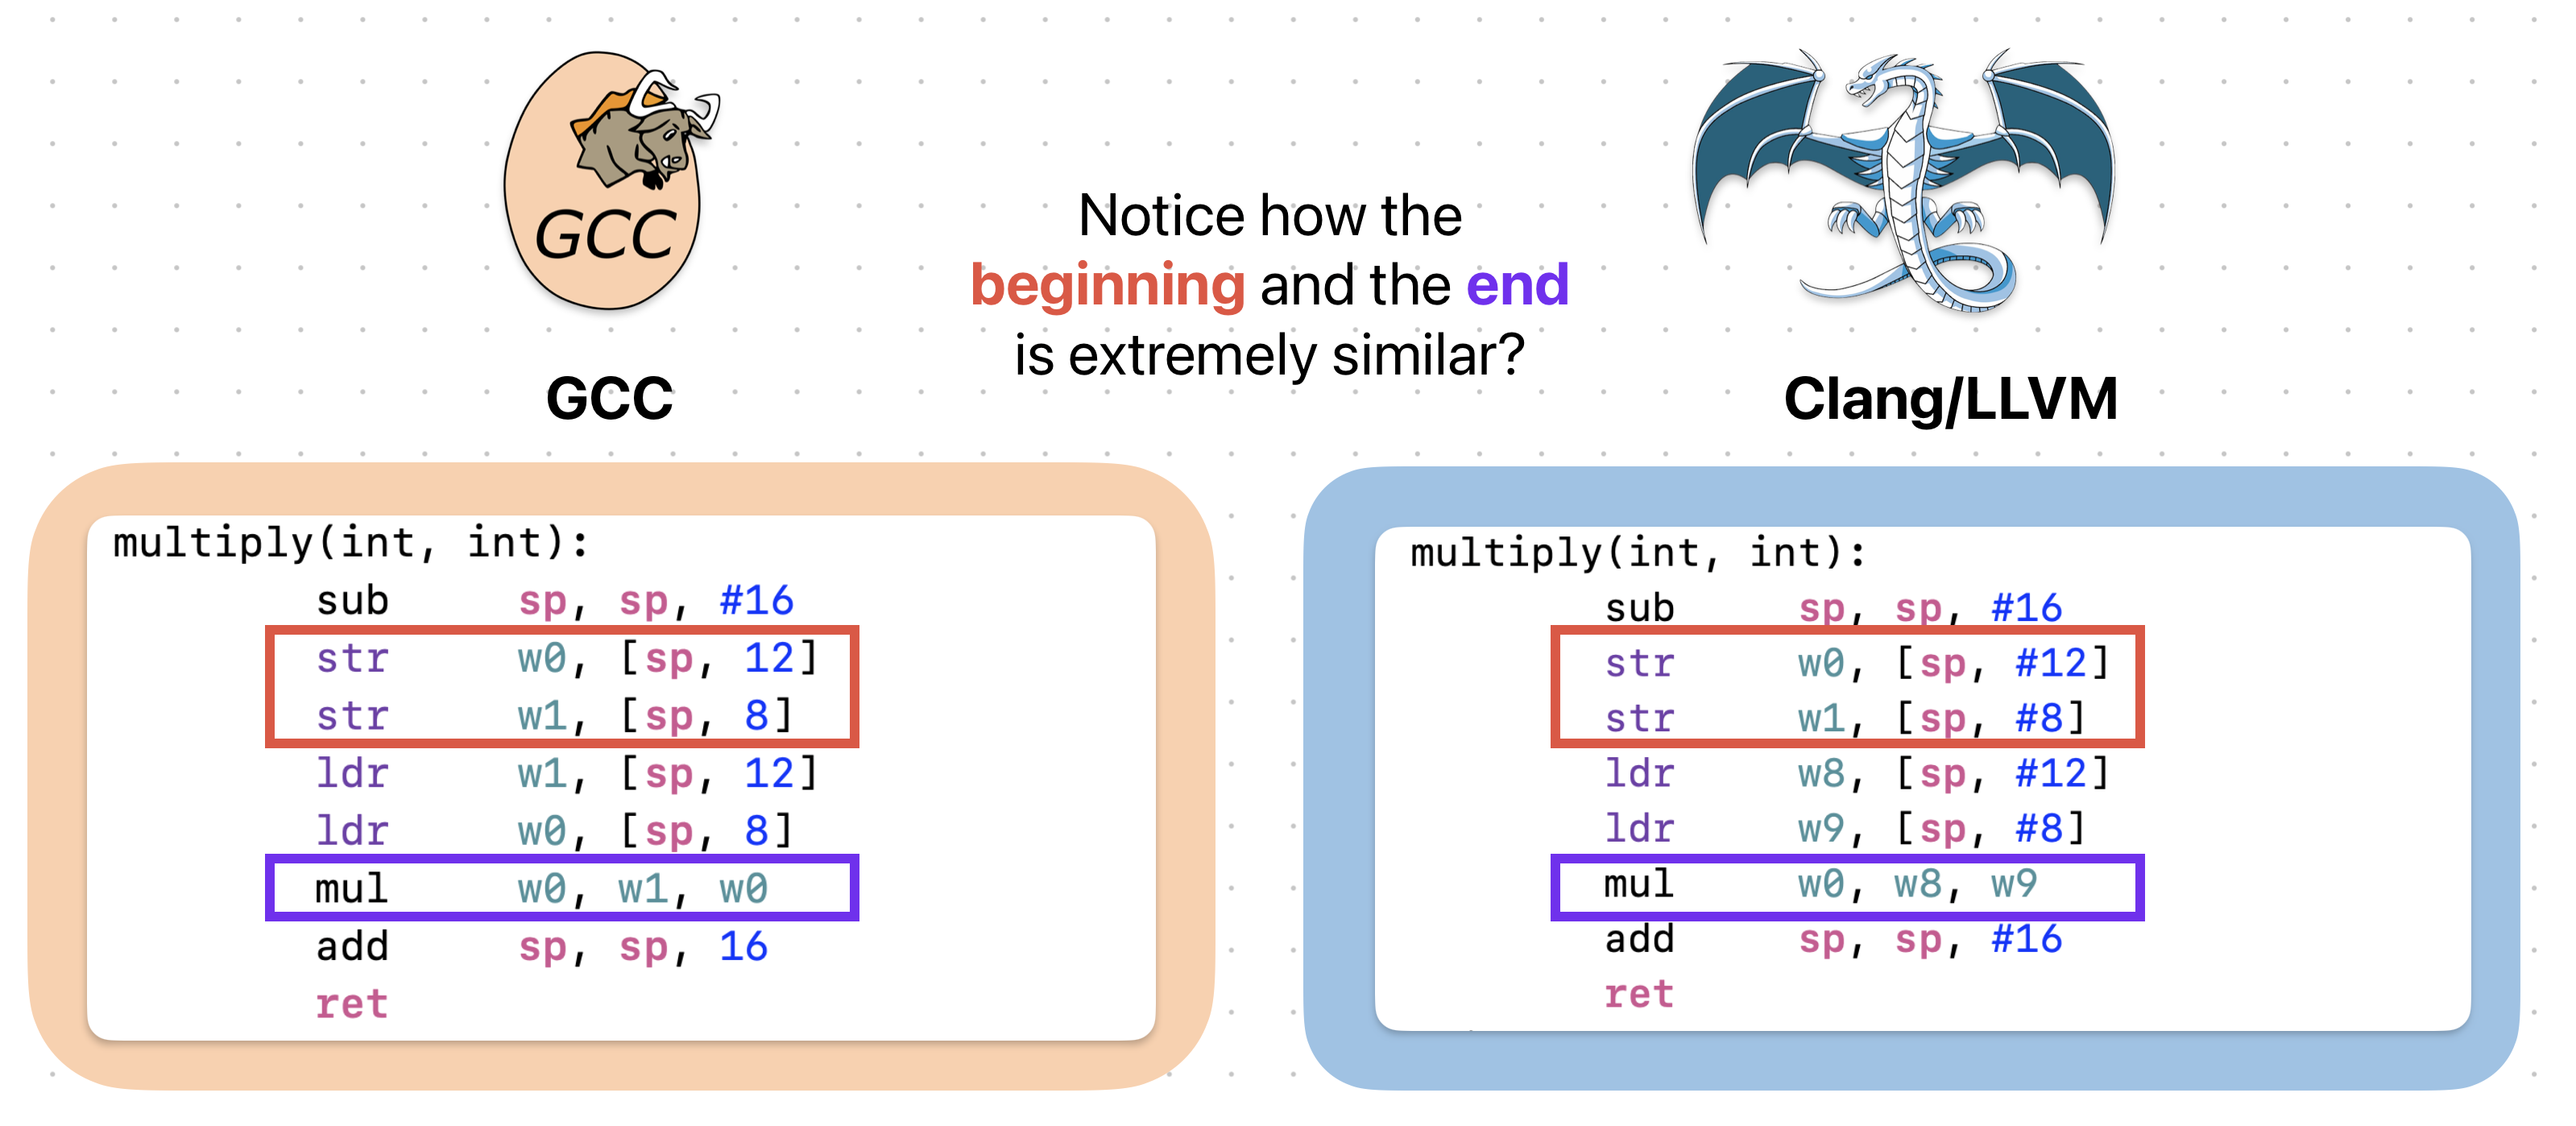 GCC
Notice how the
beginning and the end
is extremely similar?
GCC
Clang/LLVM
multiply(int, int):
sub sp, sp, #16
str w0, [sp, 12]
str w1, [sp, 8]
ldr w1, [sp, 12]
ldr w0, [sp, 8]
mul w0, w1, w0
add sp, sp, 16
ret
multiply(int, int):
sub sp, sp, #16
str w0, [sp, #12]
str w1, [sp, #8]
ldr w8, [sp, #12]
ldr w9, [sp, #8]
mul w0, w8, w9
add sp, sp, #16
ret